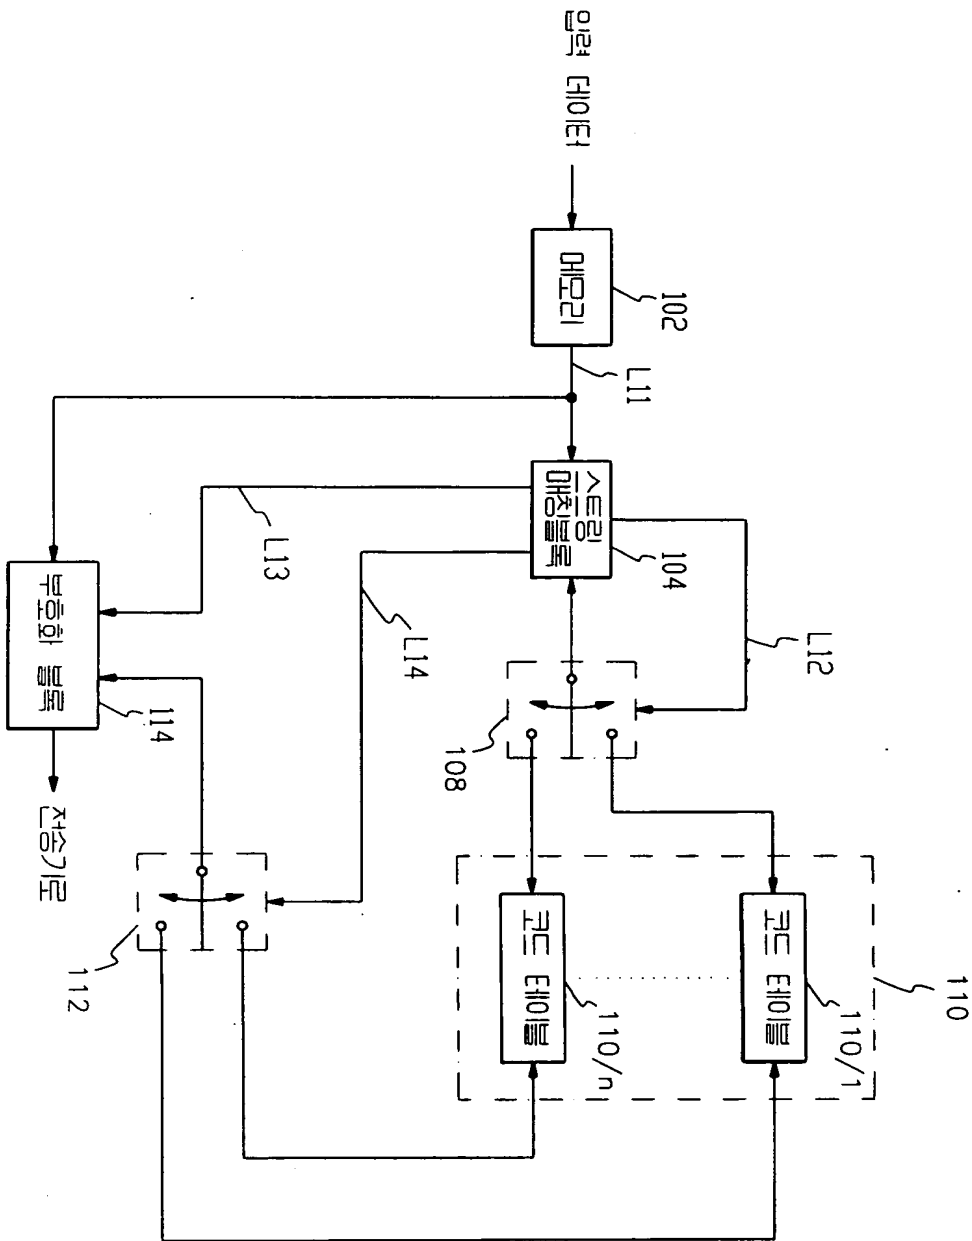 입력 데이터
메모리
102
L11
스트링
매칭블록
104
L12
L13
L14
108
110
코드 테이블
110/1
코드 테이블
110/n
112
부호화 블록
114
전송기로